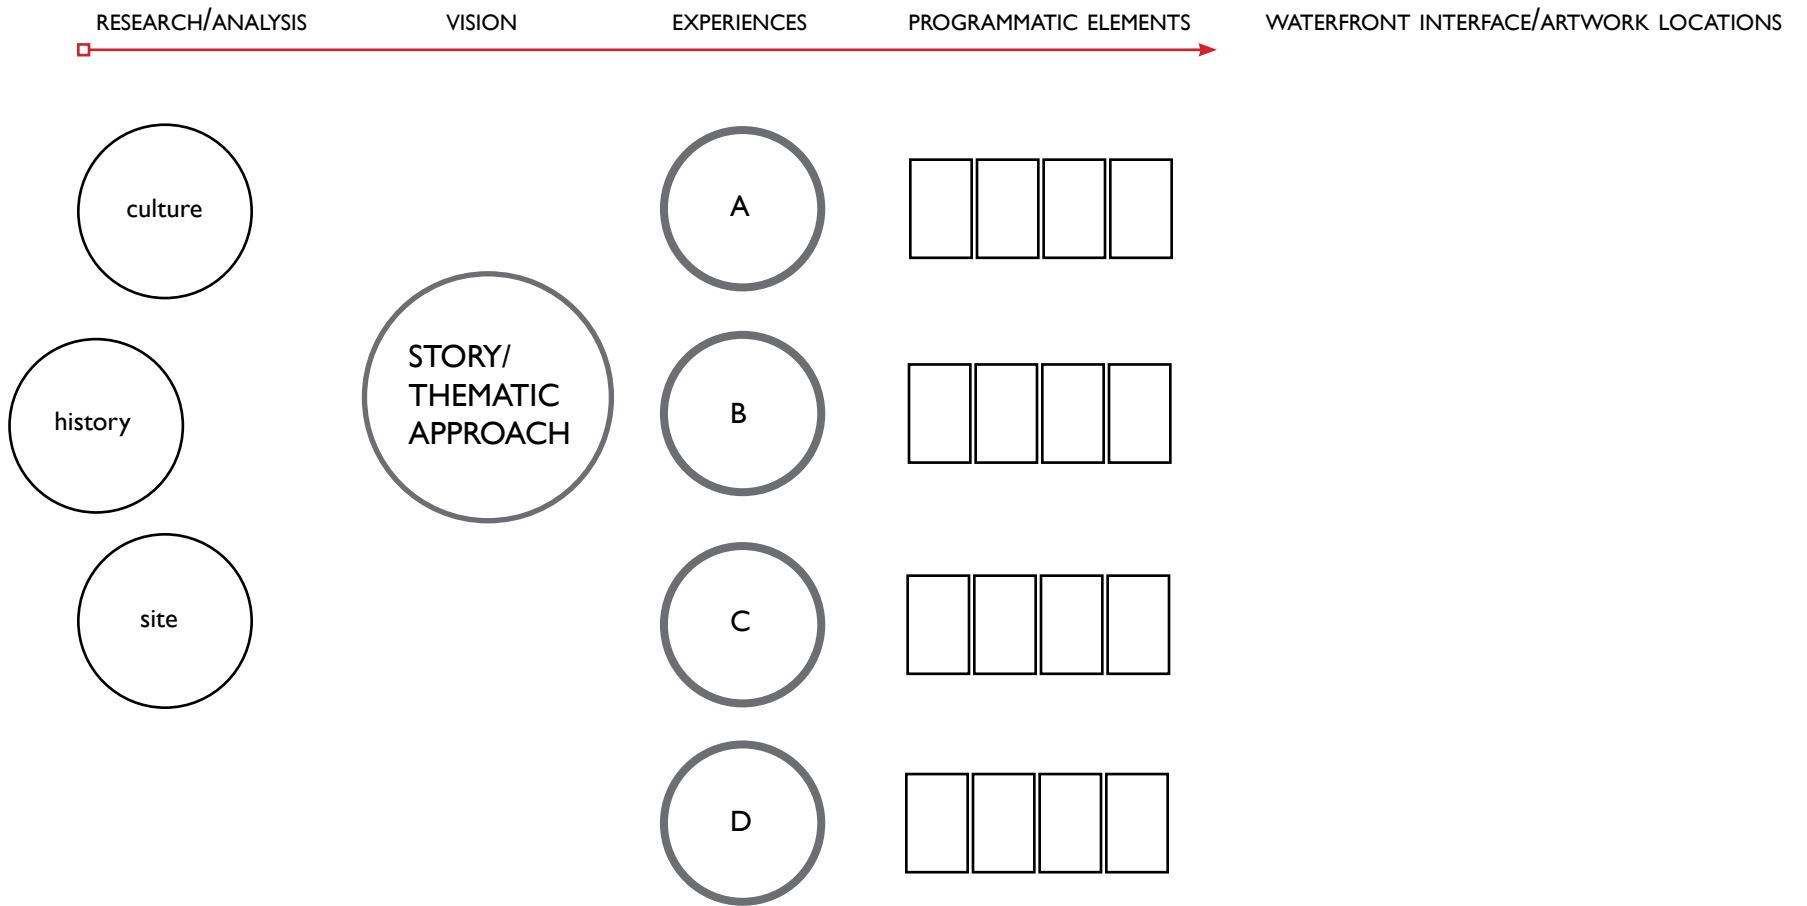 RESEARCH/ANALYSIS
VISION
EXPERIENCES
PROGRAMMATIC ELEMENTS
WATERFRONT INTERFACE/ARTWORK LOCATIONS
culture
history
site
STORY/
THEMATIC
APPROACH
A
B
C
D